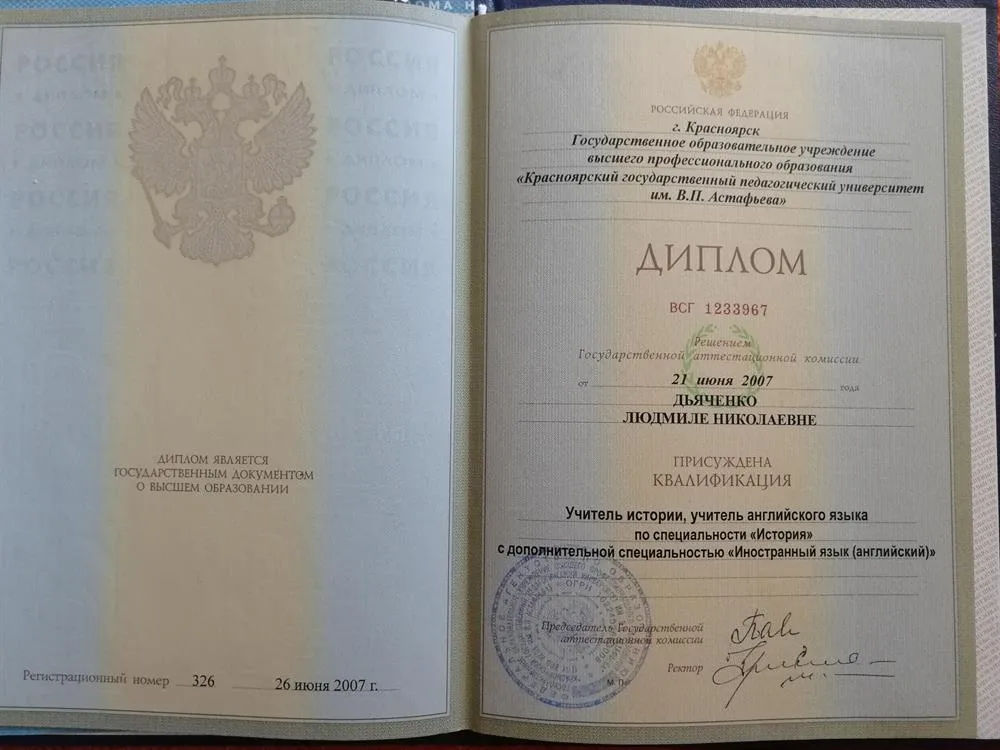 ДИПЛОМ ЯВЛЯЕТСЯ
ГОСУДАРСТВЕННЫМ ДОКУМЕНТОМ
О ВЫСШЕМ ОБРАЗОВАНИИ
Регистрационный номер 326 26 июня 2007 г.
РОССИЙСКАЯ ФЕДЕРАЦИЯ
г. Красноярск
Государственное образовательное учреждение
высшего профессионального образования
«Красноярский государственный педагогический университет
им. В.П. Астафьева»
ДИПЛОМ
ВСГ 1233967
Решением
Государственной аттестационной комиссии
от 21 июня 2007 года
ДЬЯЧЕНКО
ЛЮДМИЛЕ НИКОЛАЕВНЕ
ПРИСУЖДЕНА
КВАЛИФИКАЦИЯ
Учитель истории, учитель английского языка
по специальности «История»
с дополнительной специальностью «Иностранный язык (английский)»
Председатель Государственной
аттестационной комиссии
Ректор
М.П.